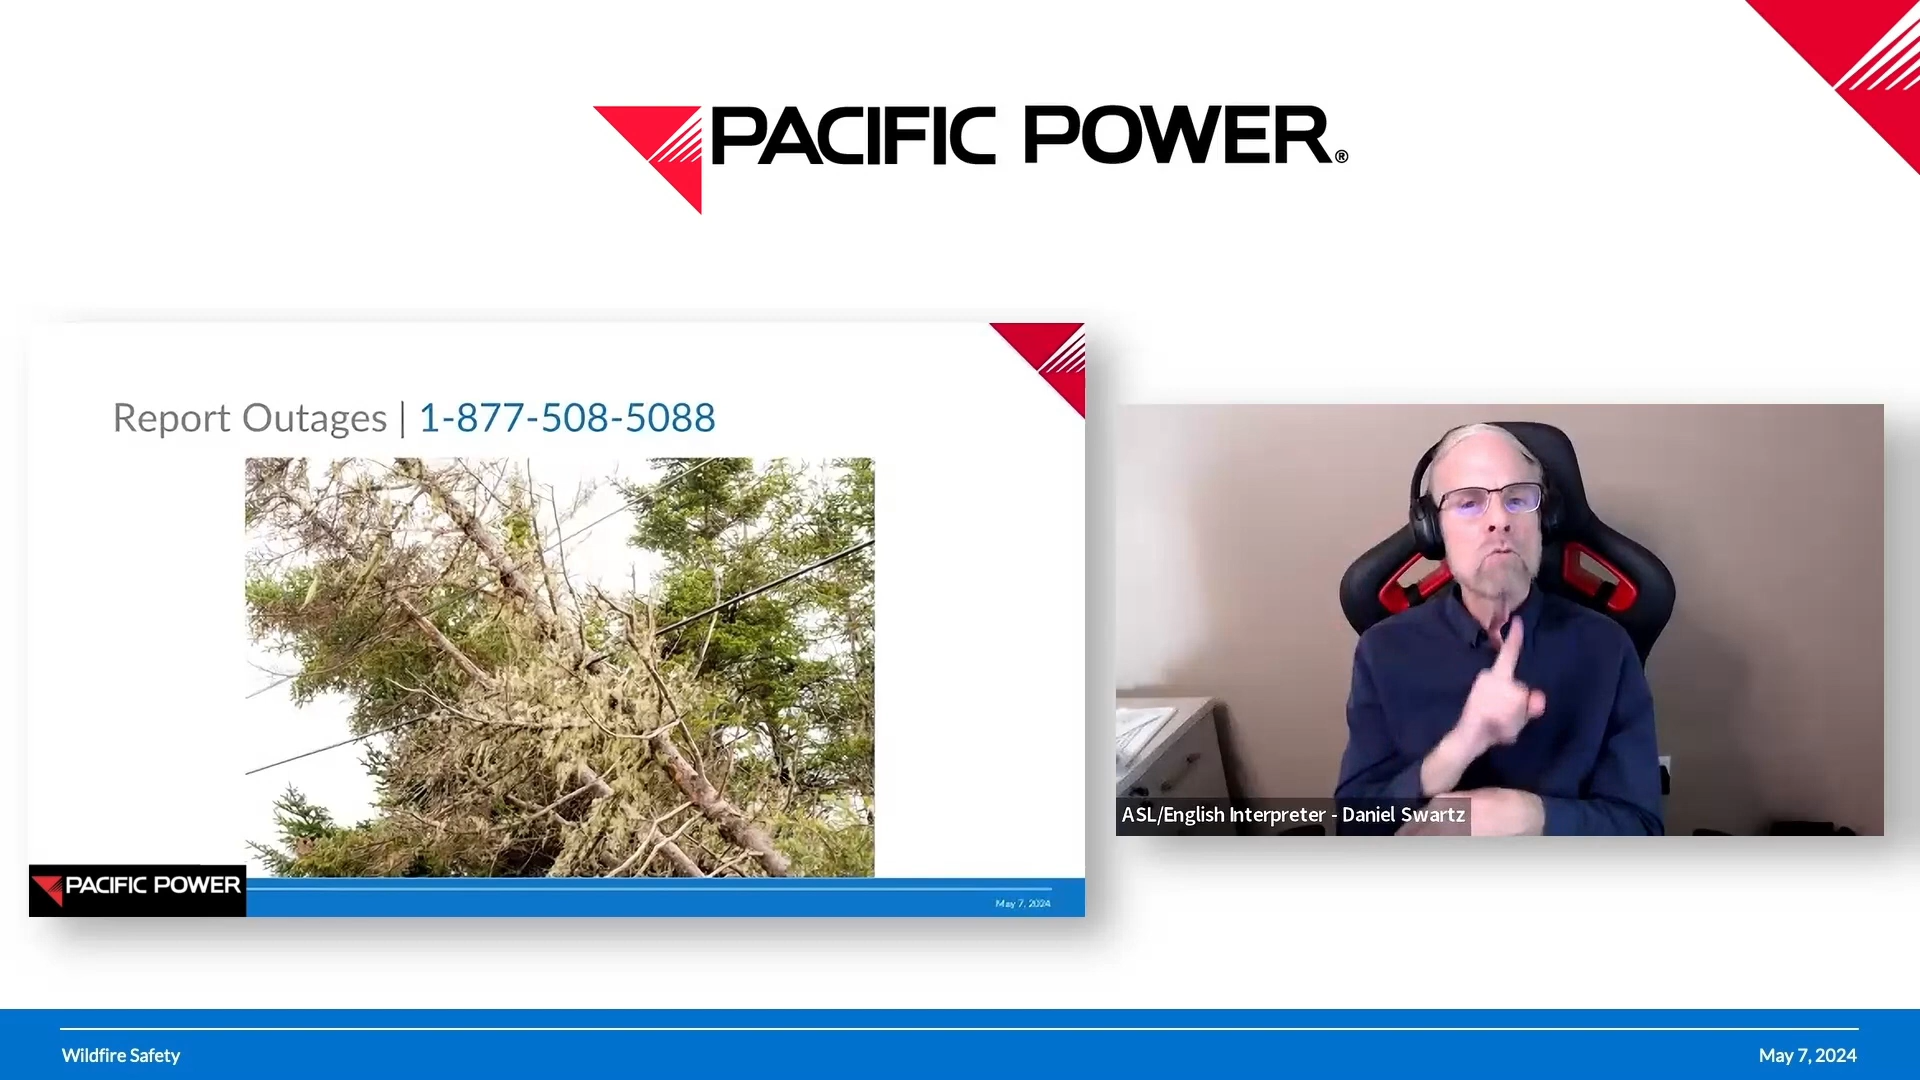 PACIFIC POWER®
Report Outages | 1-877-508-5088
ASL/English Interpreter - Daniel Swartz
PACIFIC POWER
May 7, 2024
Wildfire Safety
May 7, 2024